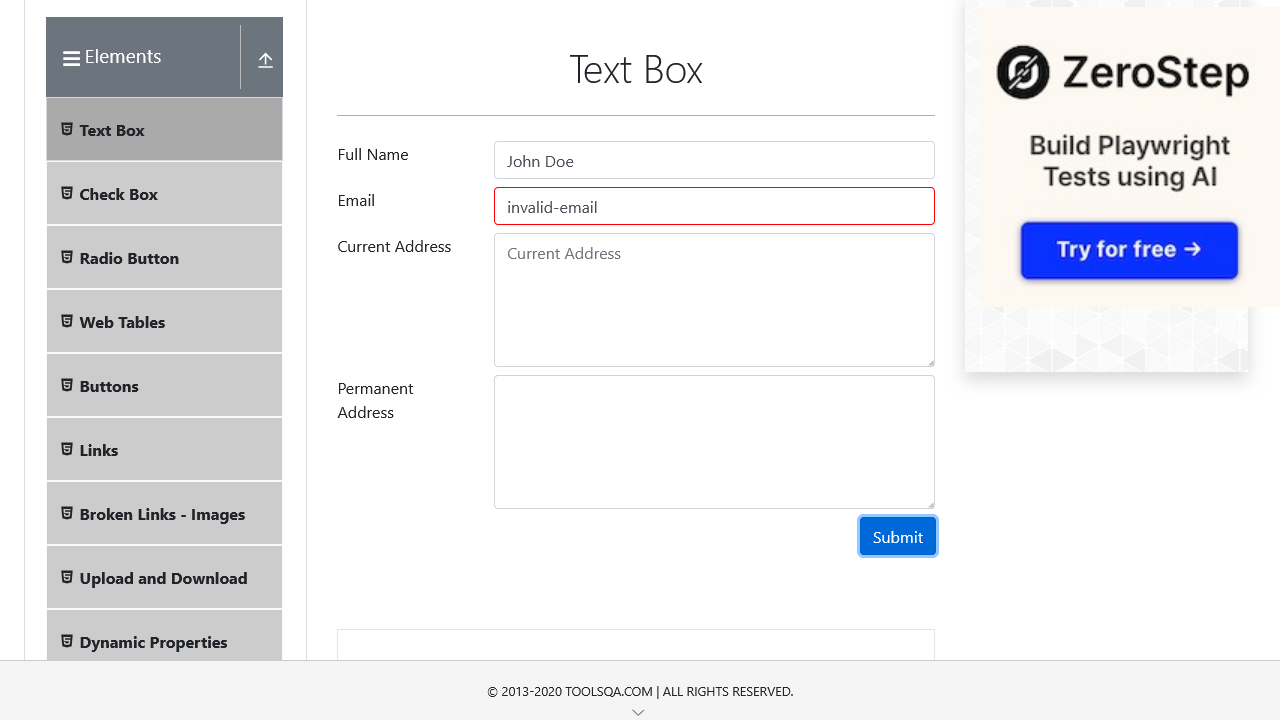 Elements
Text Box
Check Box
Radio Button
Web Tables
Buttons
Links
Broken Links - Images
Upload and Download
Dynamic Properties
Text Box
Full Name
John Doe
Email
invalid-email
Current Address
Current Address
Permanent
Address
Submit
ZeroStep
Build Playwright
Tests using AI
Try for free →
© 2013-2020 TOOLSQA.COM | ALL RIGHTS RESERVED.